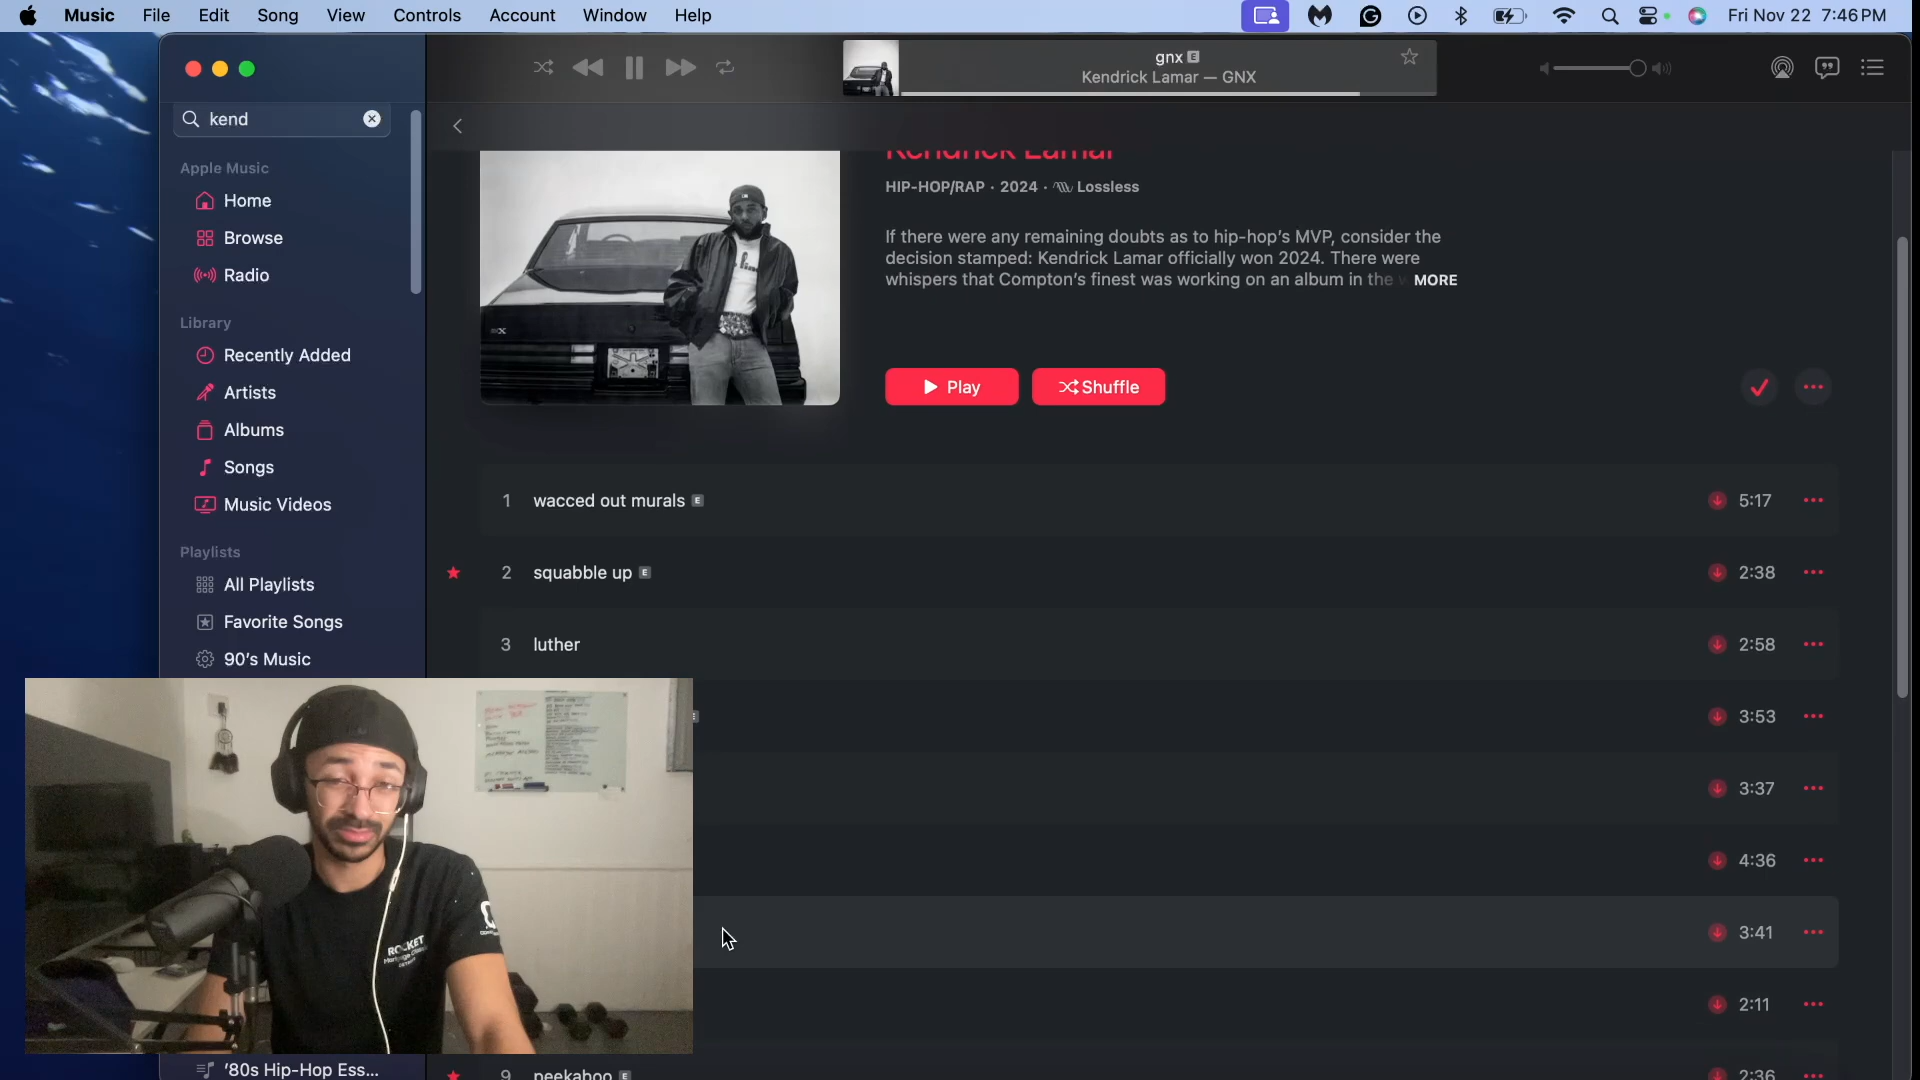 Music File Edit Song View Controls Account Window Help
Fri Nov 22 7:46 PM
gnx E
Kendrick Lamar — GNX
kend
Apple Music
Home
Browse
Radio
Library
Recently Added
Artists
Albums
Songs
Music Videos
Playlists
All Playlists
Favorite Songs
90's Music
'80s Hip-Hop Ess...
Kendrick Lamar
HIP-HOP/RAP · 2024 · Lossless
If there were any remaining doubts as to hip-hop's MVP, consider the
decision stamped: Kendrick Lamar officially won 2024. There were
whispers that Compton's finest was working on an album in the MORE
Play
Shuffle
1 wacced out murals E 5:17
2 squabble up E 2:38
3 luther 2:58
E 3:53
3:37
4:36
3:41
2:11
9 peekaboo E 2:36
ROCKET